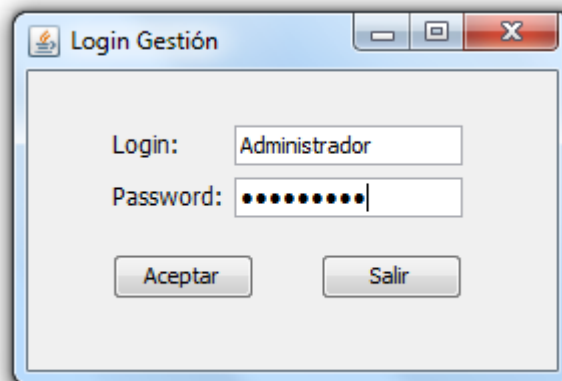 Login Gestión
Login: Administrador
Password: •••••••••
Aceptar Salir